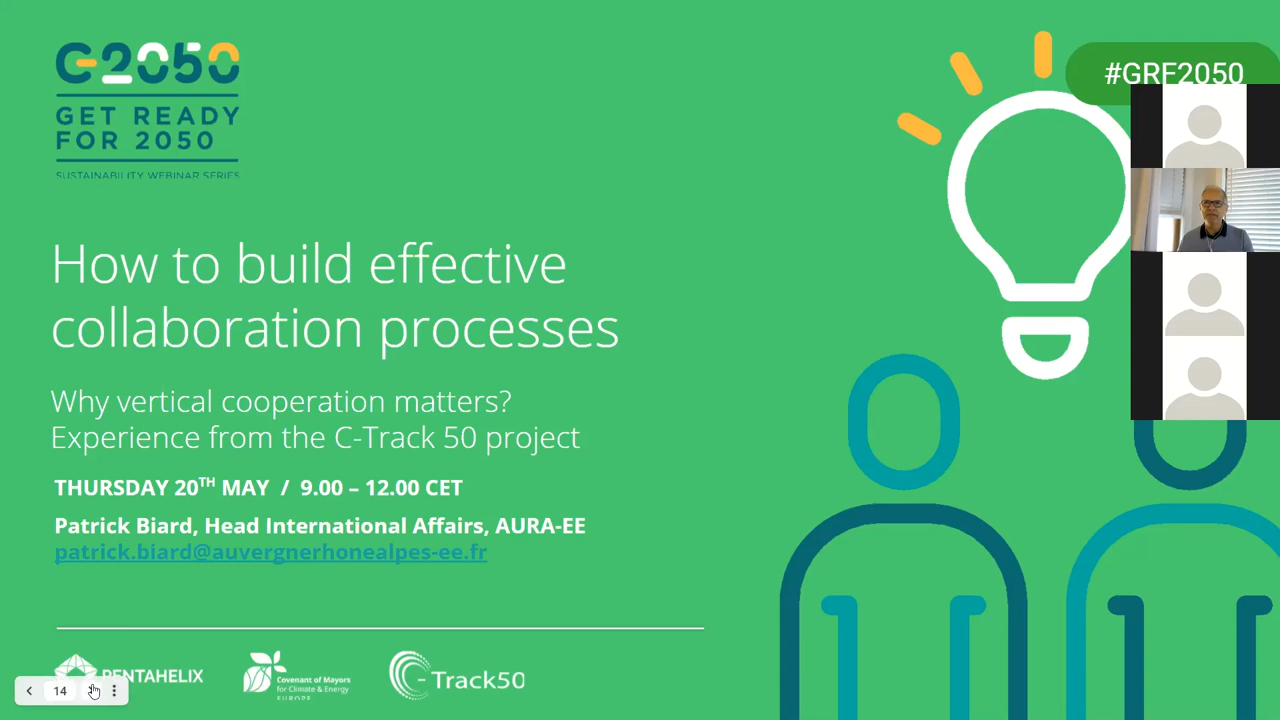 C2050
GET READY
FOR 2050
SUSTAINABILITY WEBINAR SERIES
#GRF2050
How to build effective
collaboration processes
Why vertical cooperation matters?
Experience from the C-Track 50 project
THURSDAY 20TH MAY / 9.00 – 12.00 CET
Patrick Biard, Head International Affairs, AURA-EE
patrick.biard@auvergnerhonealpes-ee.fr
PENTAHELIX
Covenant of Mayors
for Climate & Energy
EUROPE
C-Track50
14